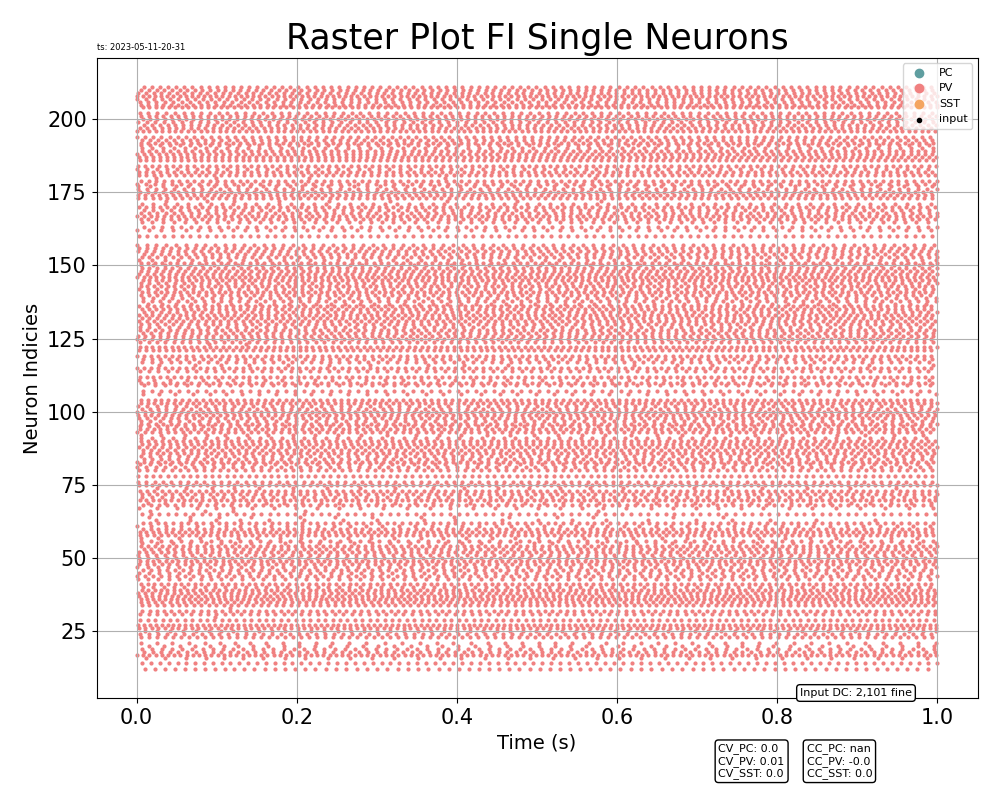 Raster Plot FI Single Neurons
ts: 2023-05-11-20-31
PC
PV
SST
input
200
175
150
125
100
75
50
25
Neuron Indicies
Input DC: 2,101 fine
0.0 0.2 0.4 0.6 0.8 1.0
Time (s)
CV_PC: 0.0
CV_PV: 0.01
CV_SST: 0.0
CC_PC: nan
CC_PV: -0.0
CC_SST: 0.0